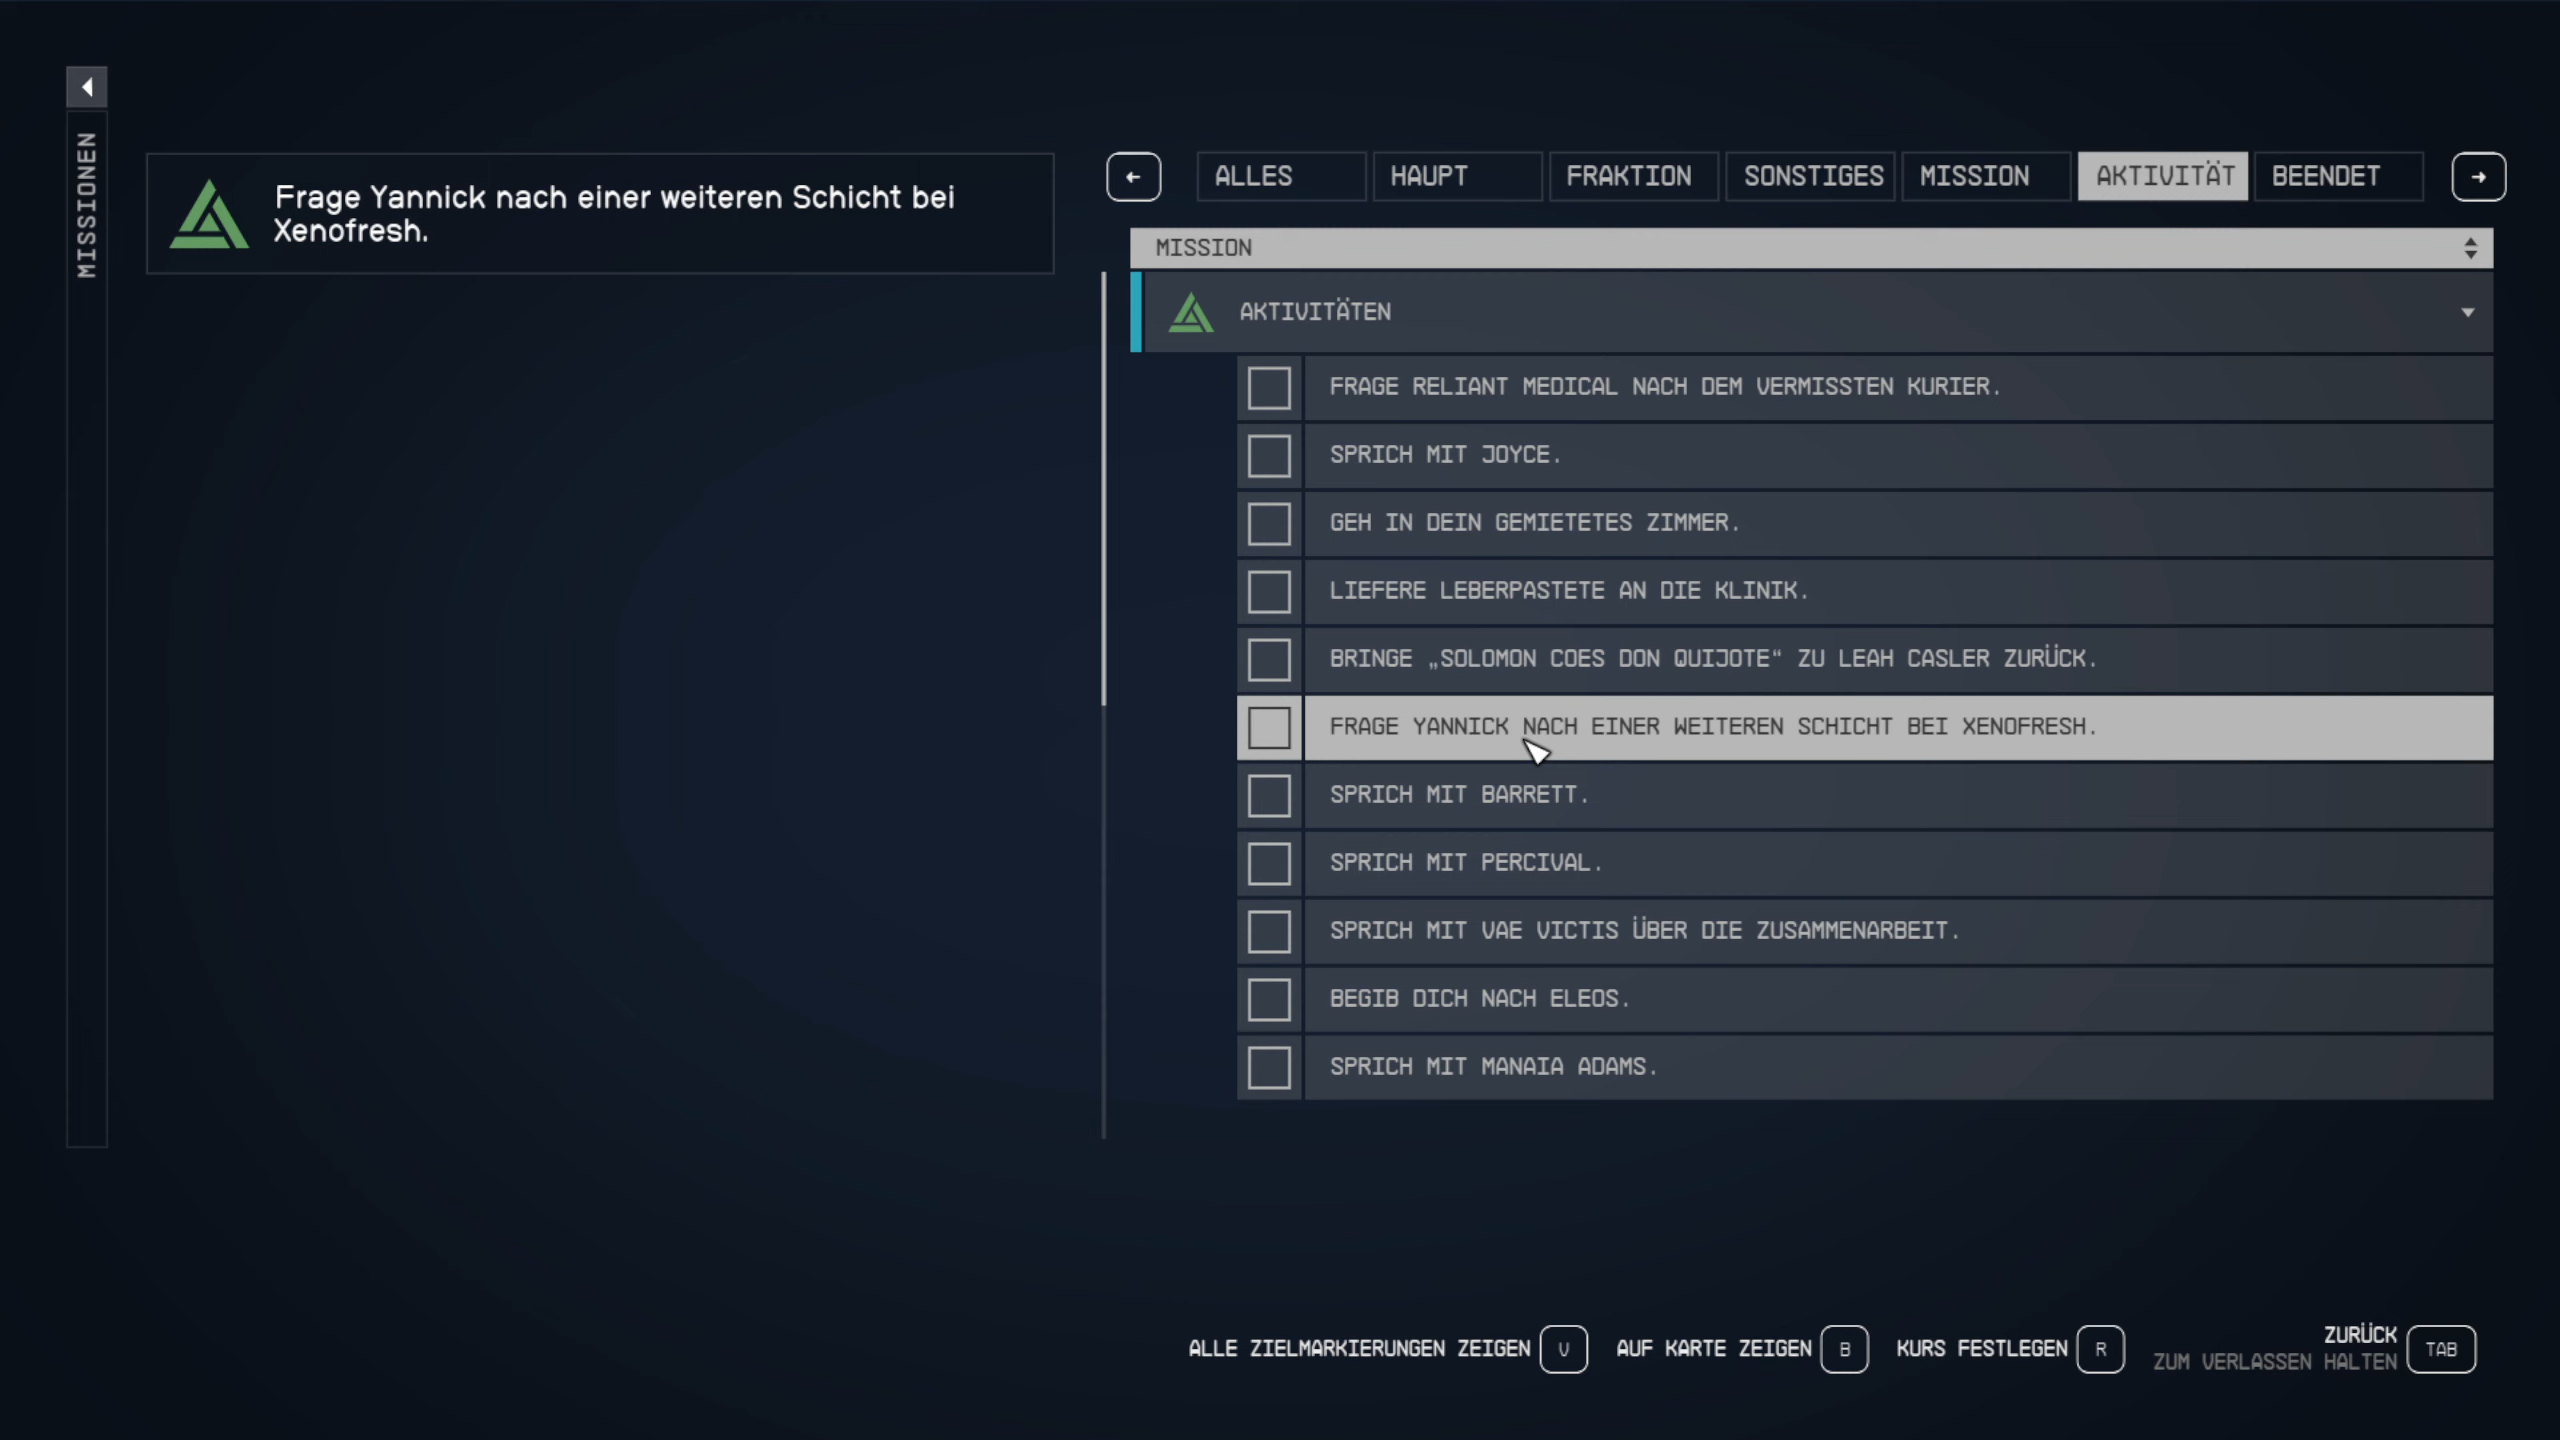 MISSIONEN
Frage Yannick nach einer weiteren Schicht bei
Xenofresh.
ALLES
HAUPT
FRAKTION
SONSTIGES
MISSION
AKTIVITÄT
BEENDET
MISSION
AKTIVITÄTEN
FRAGE RELIANT MEDICAL NACH DEM VERMISSTEN KURIER.
SPRICH MIT JOYCE.
GEH IN DEIN GEMIETETES ZIMMER.
LIEFERE LEBERPASTETE AN DIE KLINIK.
BRINGE „SOLOMON COES DON QUIJOTE“ ZU LEAH CASLER ZURÜCK.
FRAGE YANNICK NACH EINER WEITEREN SCHICHT BEI XENOFRESH.
SPRICH MIT BARRETT.
SPRICH MIT PERCIVAL.
SPRICH MIT VAE VICTIS ÜBER DIE ZUSAMMENARBEIT.
BEGIB DICH NACH ELEOS.
SPRICH MIT MANAIA ADAMS.
ALLE ZIELMARKIERUNGEN ZEIGEN V
AUF KARTE ZEIGEN B
KURS FESTLEGEN R
ZURÜCK
ZUM VERLASSEN HALTEN TAB